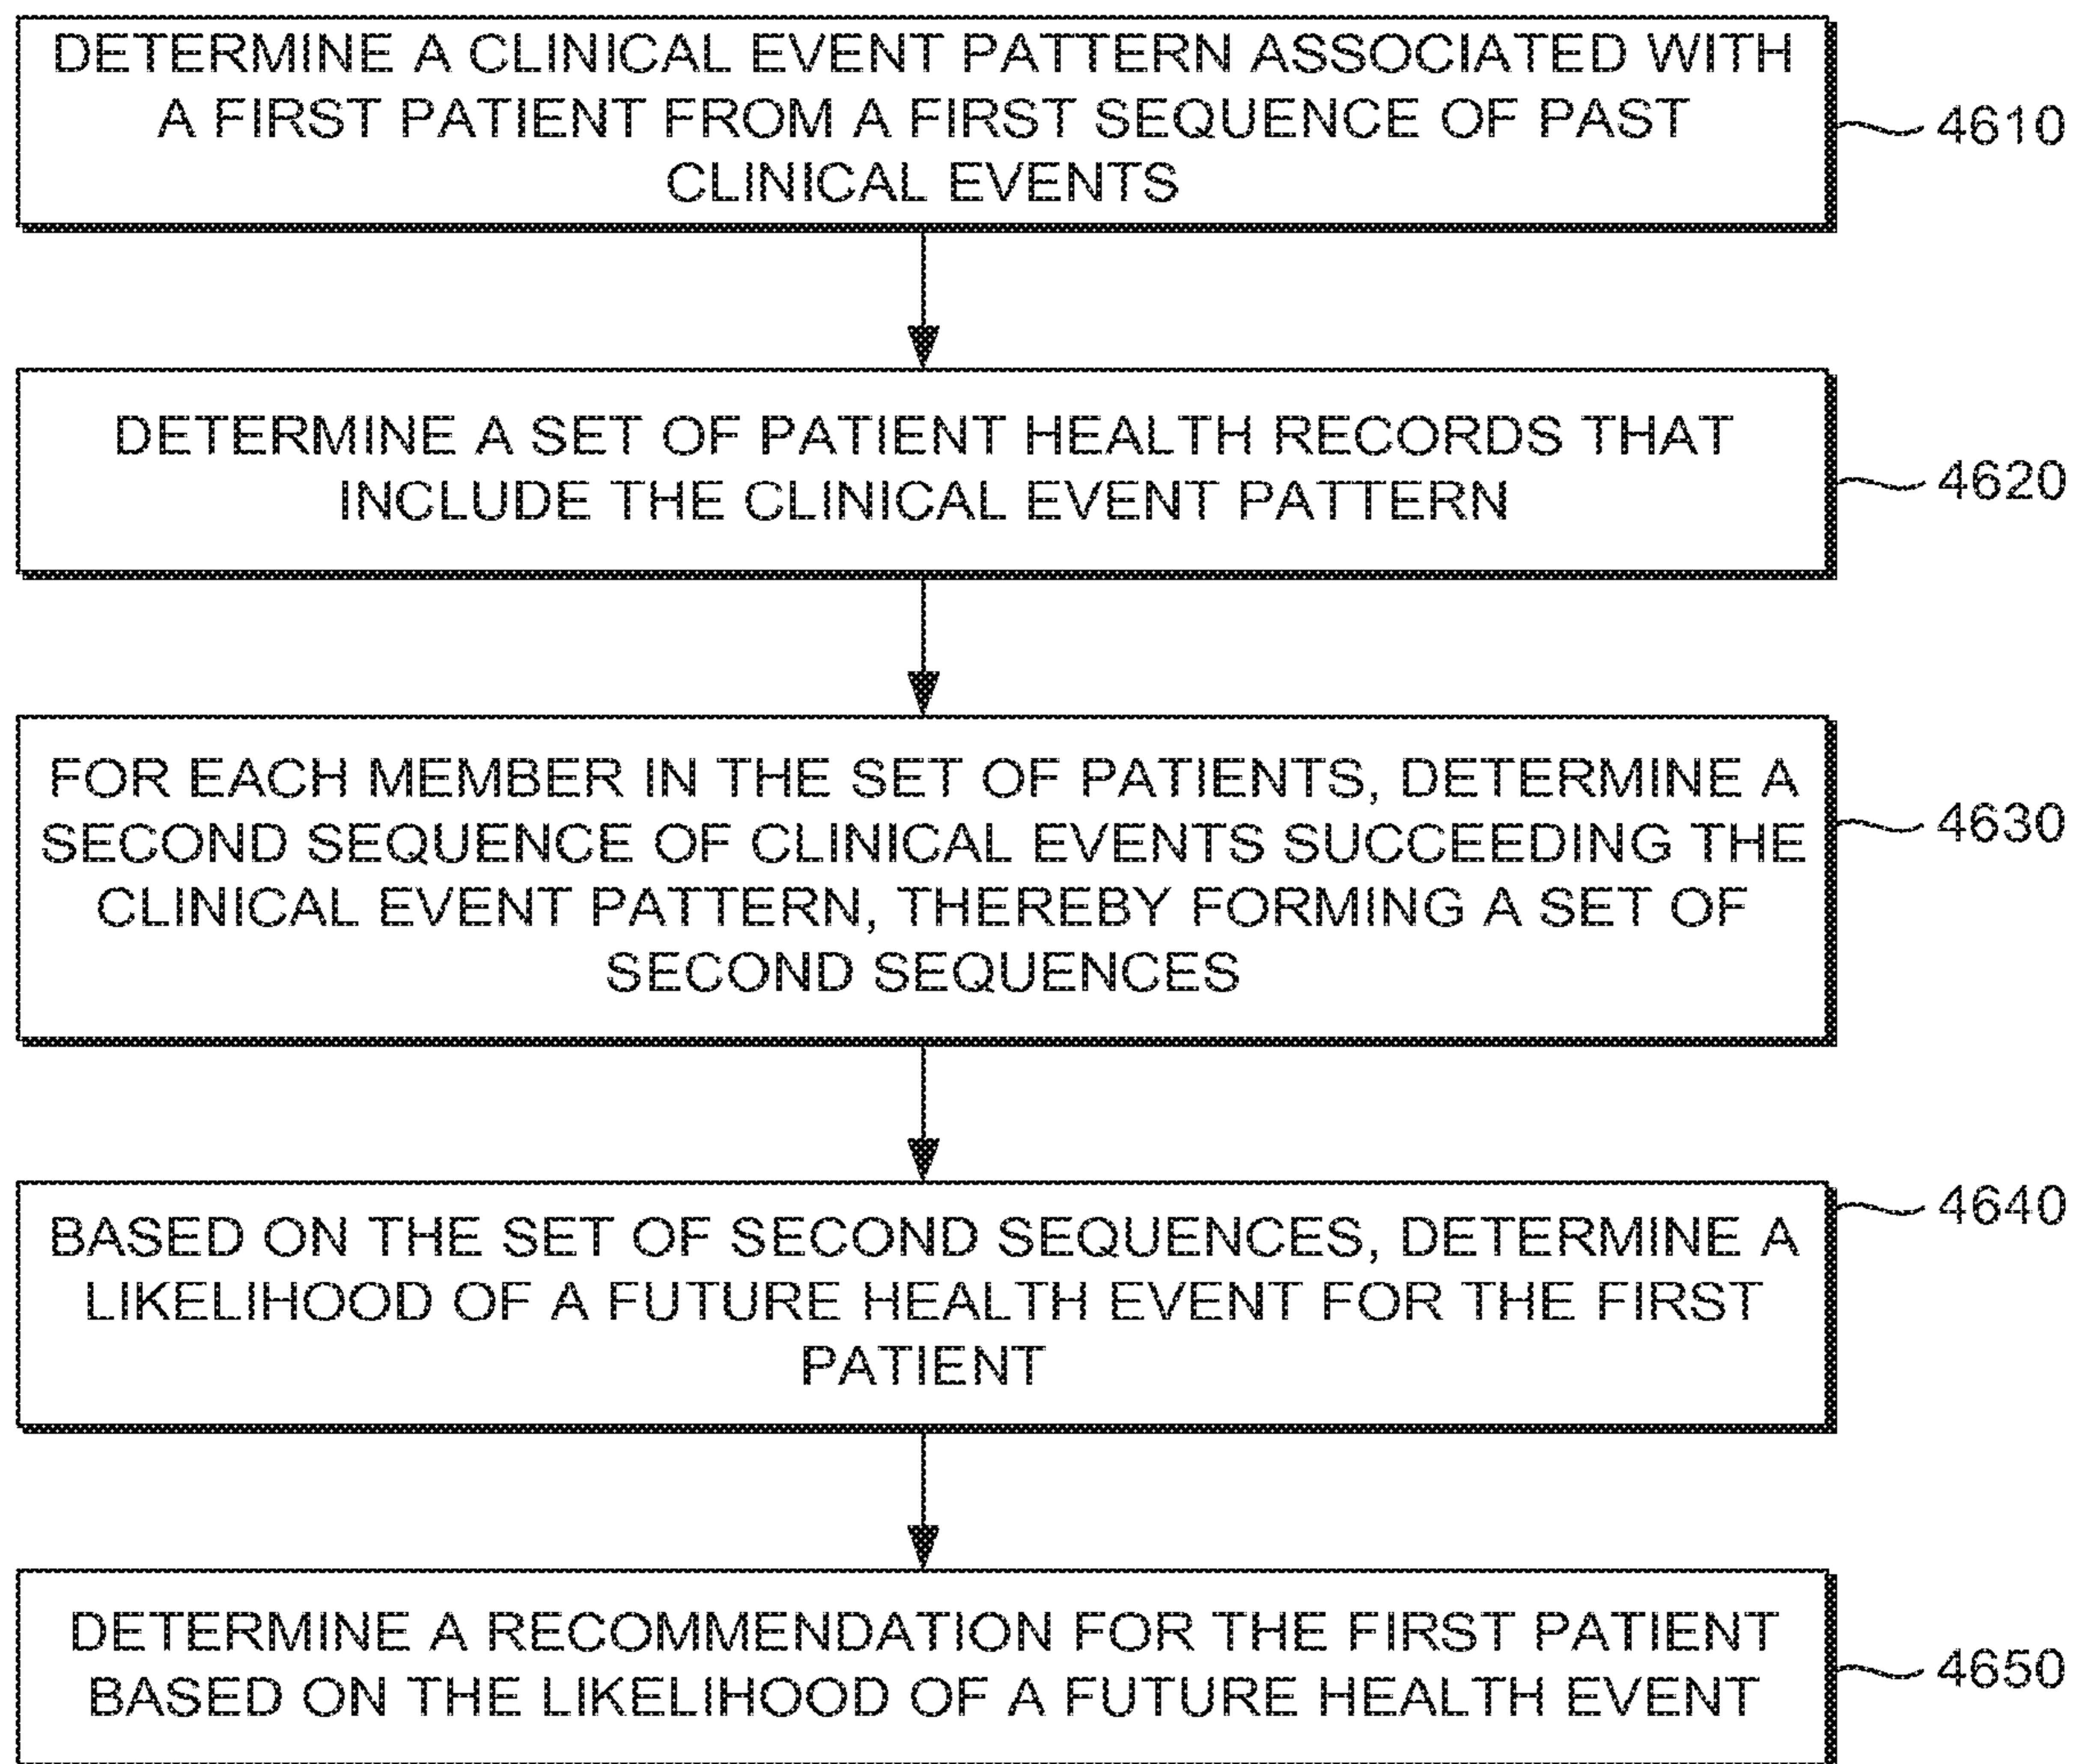 DETERMINE A CLINICAL EVENT PATTERN ASSOCIATED WITH
A FIRST PATIENT FROM A FIRST SEQUENCE OF PAST
CLINICAL EVENTS
4610
DETERMINE A SET OF PATIENT HEALTH RECORDS THAT
INCLUDE THE CLINICAL EVENT PATTERN
4620
FOR EACH MEMBER IN THE SET OF PATIENTS, DETERMINE A
SECOND SEQUENCE OF CLINICAL EVENTS SUCCEEDING THE
CLINICAL EVENT PATTERN, THEREBY FORMING A SET OF
SECOND SEQUENCES
4630
BASED ON THE SET OF SECOND SEQUENCES, DETERMINE A
LIKELIHOOD OF A FUTURE HEALTH EVENT FOR THE FIRST
PATIENT
4640
DETERMINE A RECOMMENDATION FOR THE FIRST PATIENT
BASED ON THE LIKELIHOOD OF A FUTURE HEALTH EVENT
4650